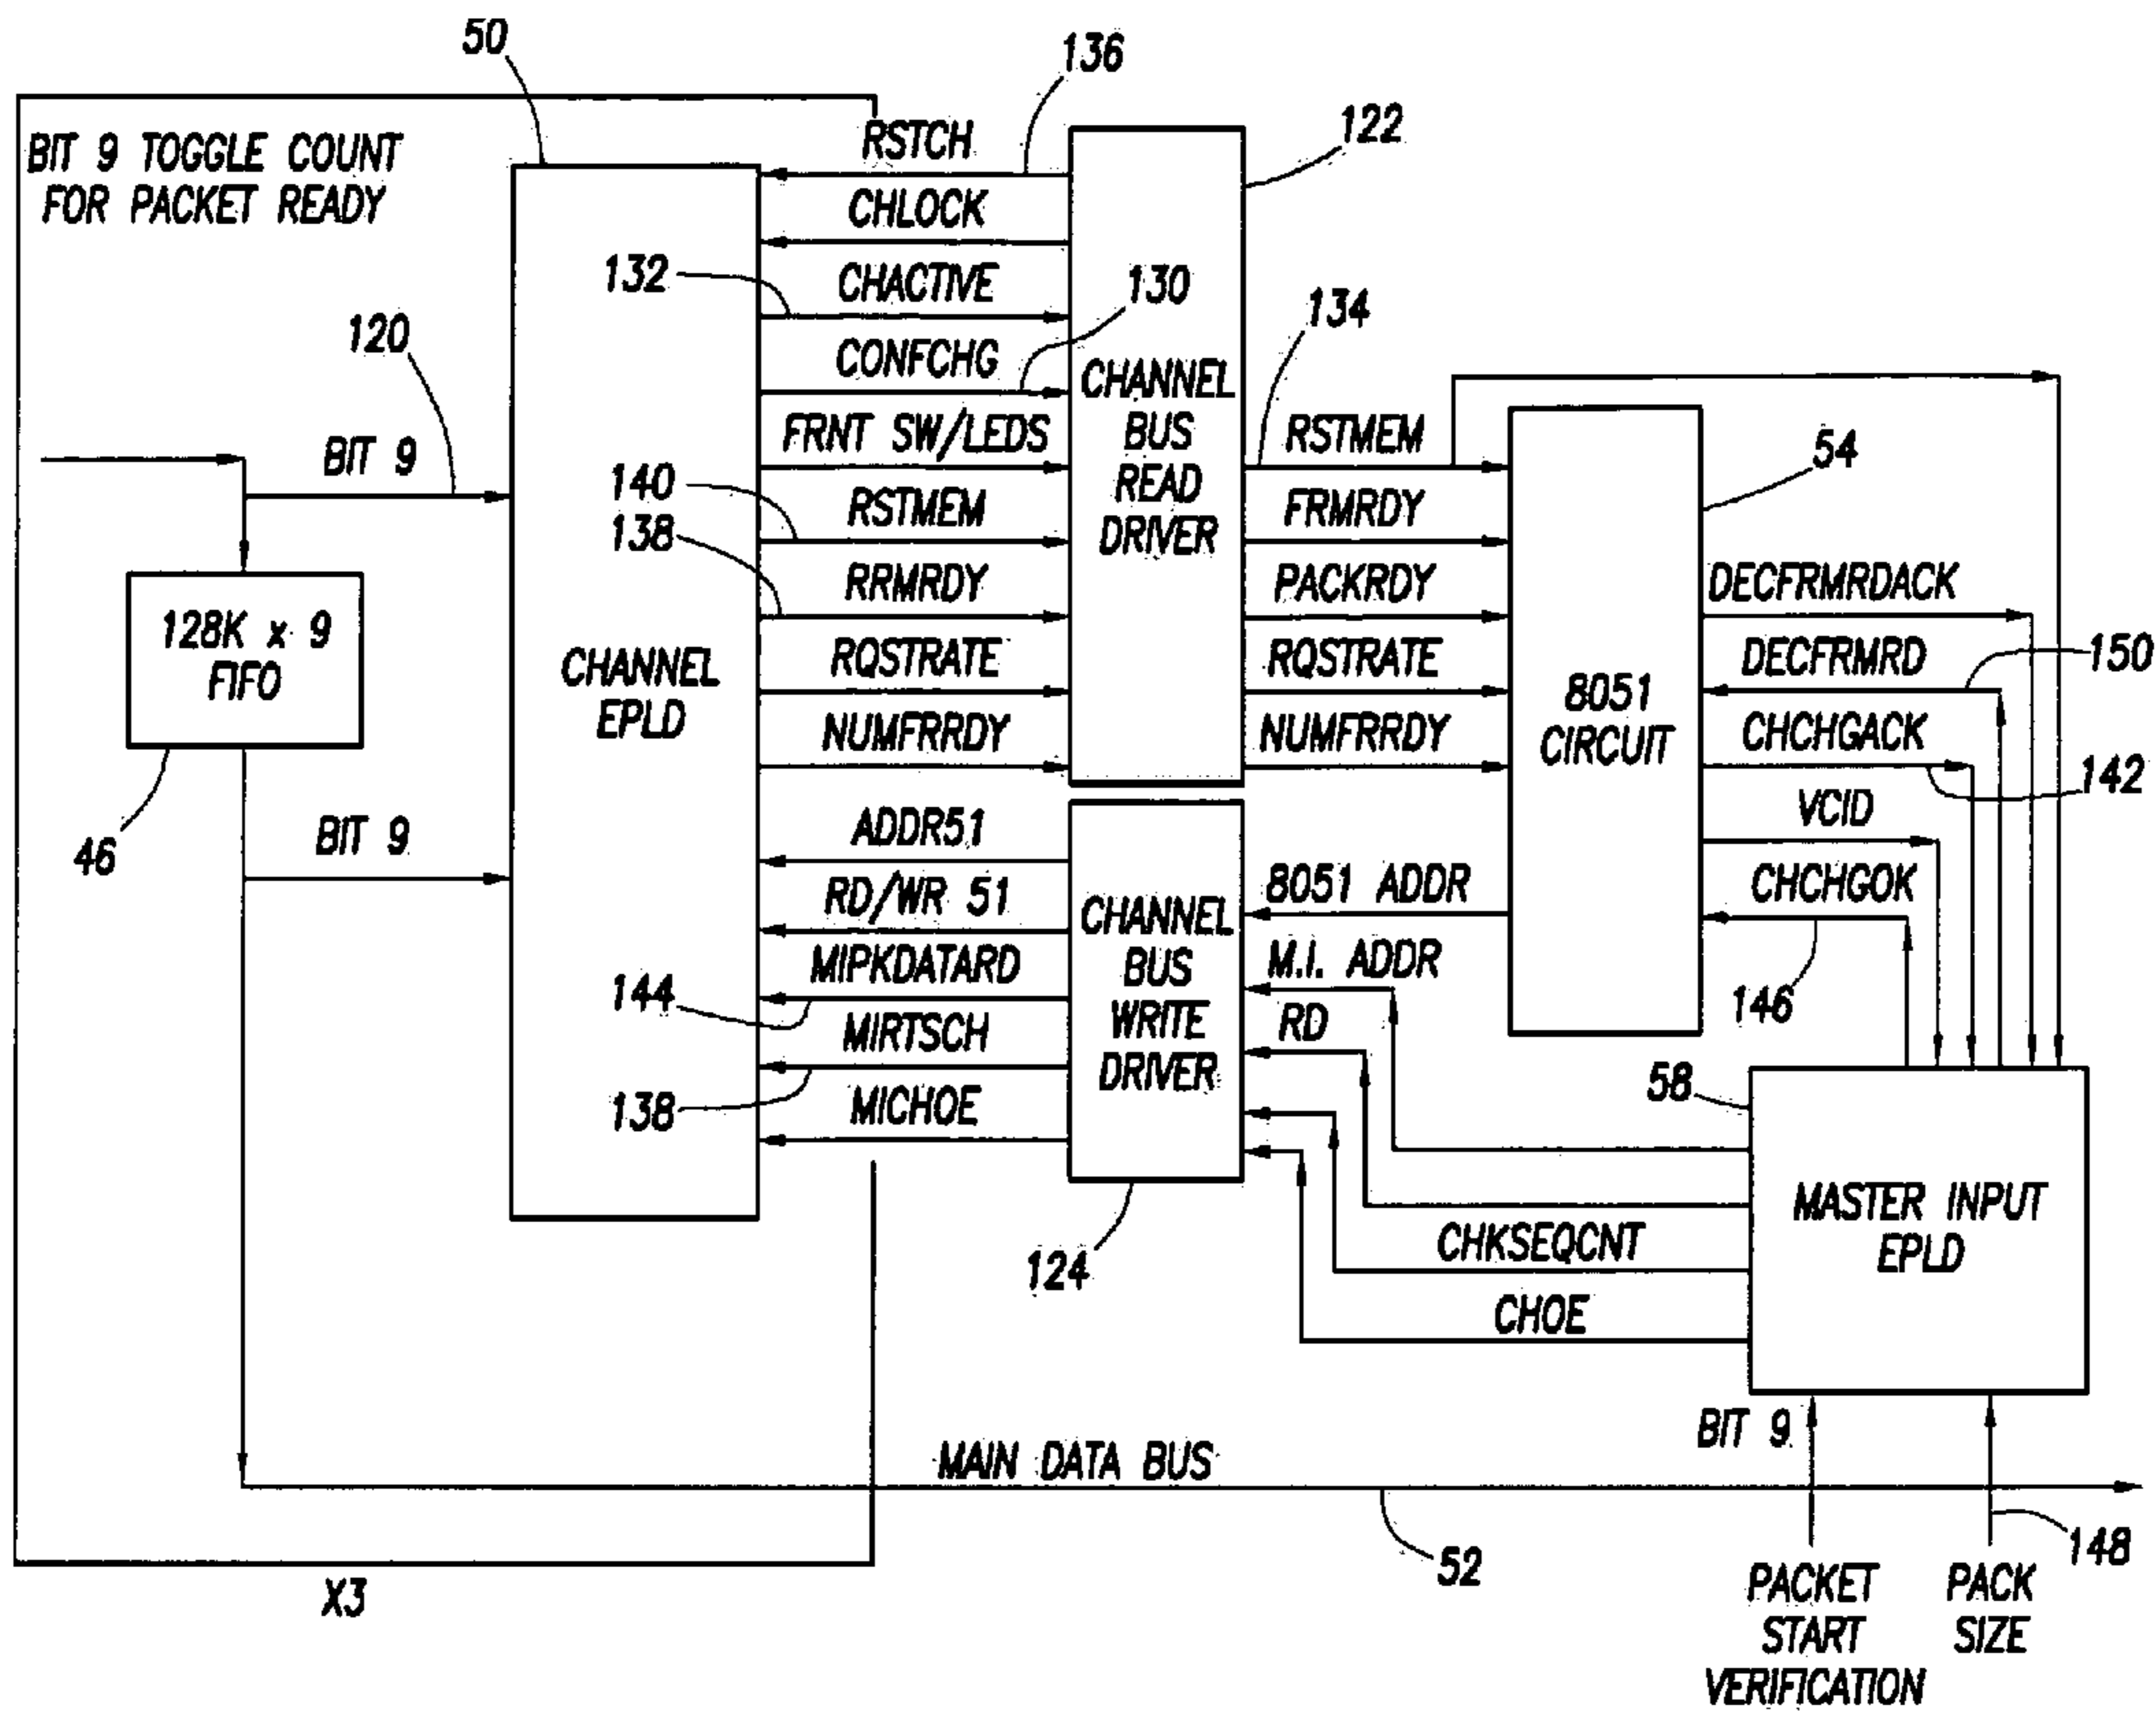 50
136
122
BIT 9 TOGGLE COUNT
FOR PACKET READY
RSTCH
CHLOCK
132
CHACTIVE
130
134
120
CONFCHG
BIT 9
FRNT SW/LEDS
CHANNEL
BUS
READ
DRIVER
RSTMEM
54
140
RSTMEM
FRMRDY
138
RRMRDY
PACKRDY
DECFRMRDACK
128K x 9
FIFO
CHANNEL
EPLD
RQSTRATE
RQSTRATE
8051
CIRCUIT
DECFRMRD
150
NUMFRRDY
NUMFRRDY
CHCHGACK
142
46
BIT 9
ADDR51
VCID
RD/WR 51
CHANNEL
BUS
WRITE
DRIVER
8051 ADDR
CHCHGOK
MIPKDATARD
M.I. ADDR
144
146
MIRTSCH
RD
138
MICHOE
58
124
CHKSEQCNT
MASTER INPUT
EPLD
CHOE
BIT 9
MAIN DATA BUS
52
148
X3
PACKET
START
VERIFICATION
PACK
SIZE